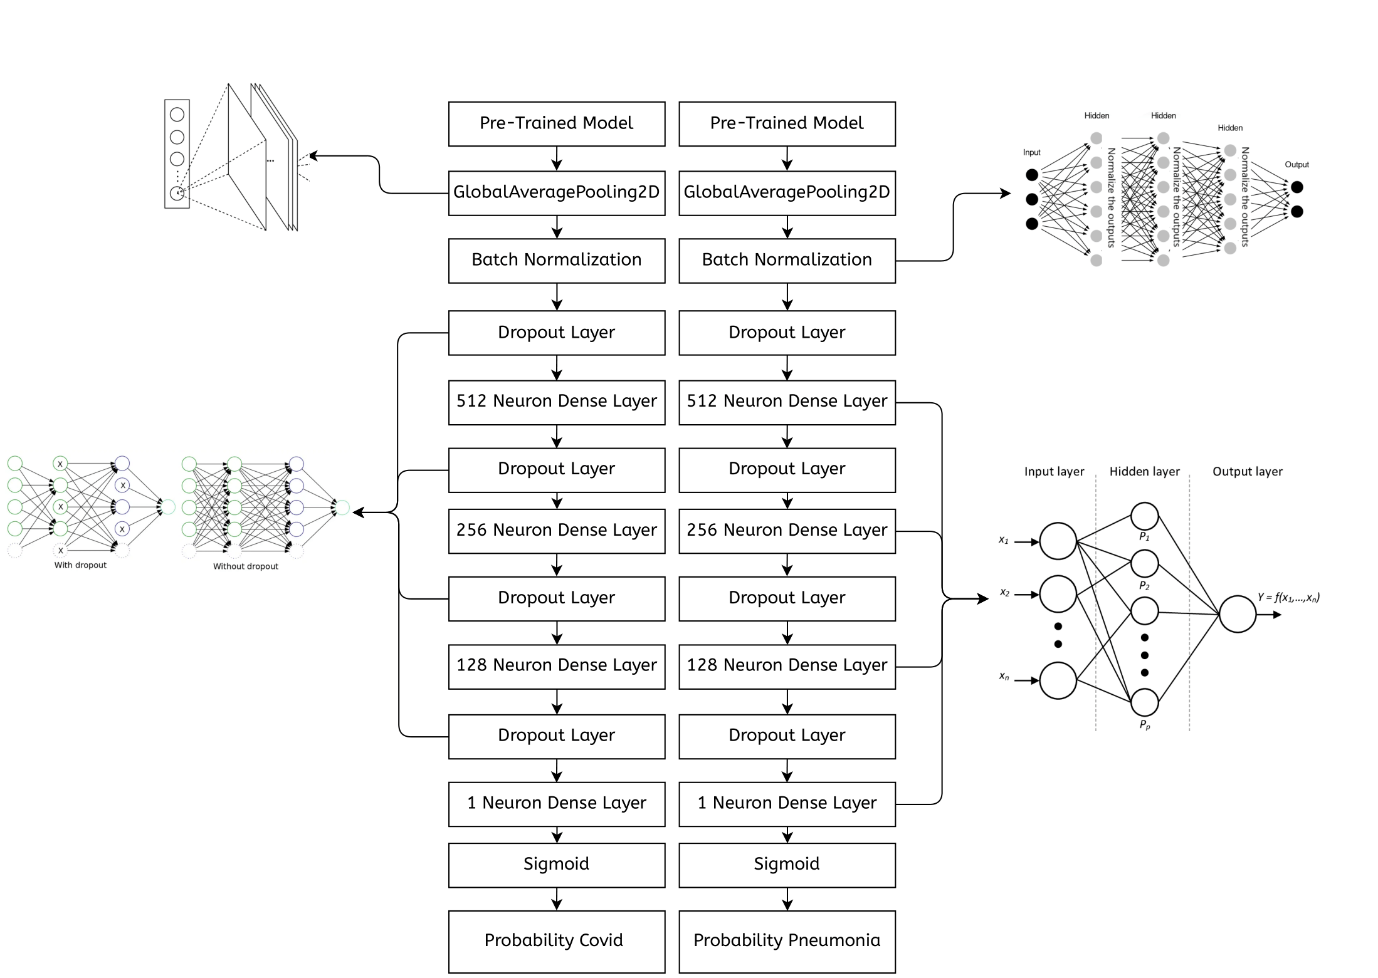 Pre-Trained Model
GlobalAveragePooling2D
Batch Normalization
Dropout Layer
512 Neuron Dense Layer
Dropout Layer
256 Neuron Dense Layer
Dropout Layer
128 Neuron Dense Layer
Dropout Layer
1 Neuron Dense Layer
Sigmoid
Probability Covid
Pre-Trained Model
GlobalAveragePooling2D
Batch Normalization
Dropout Layer
512 Neuron Dense Layer
Dropout Layer
256 Neuron Dense Layer
Dropout Layer
128 Neuron Dense Layer
Dropout Layer
1 Neuron Dense Layer
Sigmoid
Probability Pneumonia
...
X
X
X
X
X
With dropout
Without dropout
Input
Hidden
Normalize the outputs
Hidden
Normalize the outputs
Hidden
Normalize the outputs
Output
Input layer
Hidden layer
Output layer
x1
x2
xn
P1
P2
Pp
Y = f(x1,...,xn)